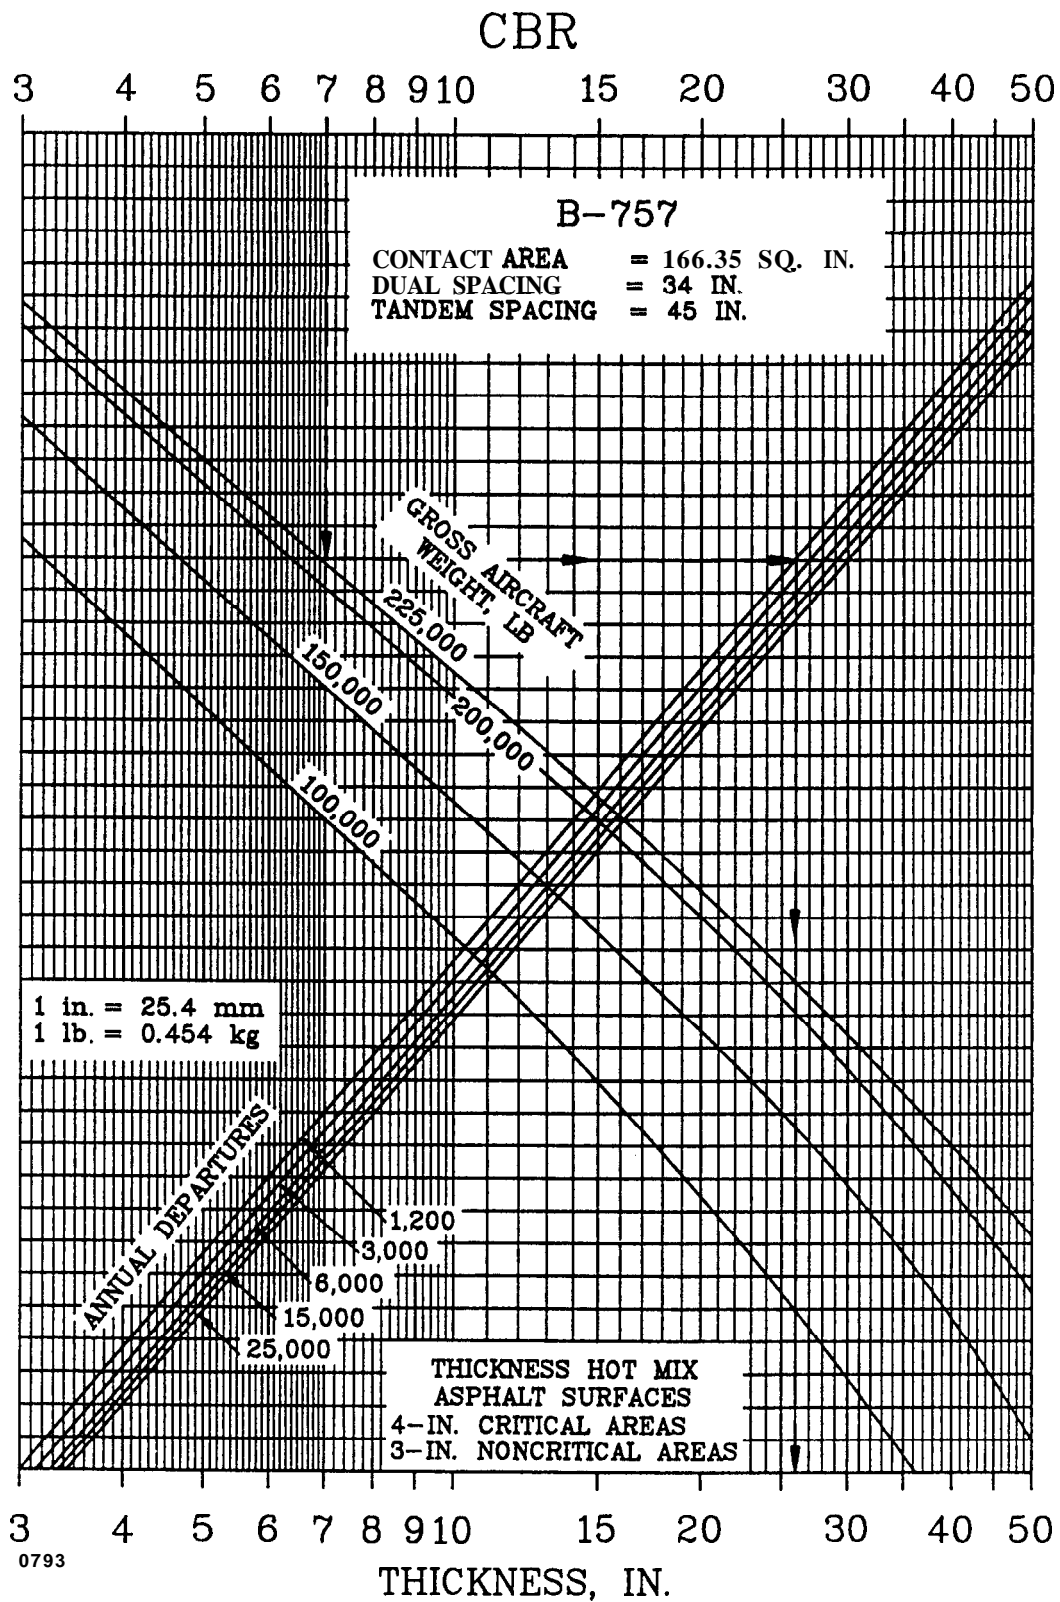 CBR
3 4 5 6 7 8 9 10 15 20 30 40 50
B-757
CONTACT AREA = 166.35 SQ. IN.
DUAL SPACING = 34 IN.
TANDEM SPACING = 45 IN.
GROSS AIRCRAFT
WEIGHT, LB
225,000
200,000
150,000
100,000
1 in. = 25.4 mm
1 lb. = 0.454 kg
ANNUAL DEPARTURES
1,200
3,000
6,000
15,000
25,000
THICKNESS HOT MIX
ASPHALT SURFACES
4-IN. CRITICAL AREAS
3-IN. NONCRITICAL AREAS
3 4 5 6 7 8 9 10 15 20 30 40 50
0793
THICKNESS, IN.